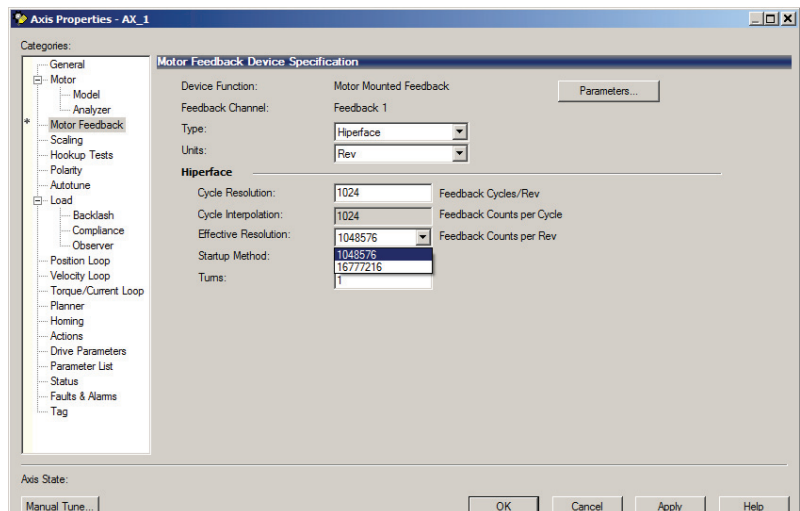 Axis Properties - AX_1
Categories:
General
Motor
Model
Analyzer
* Motor Feedback
Scaling
Hookup Tests
Polarity
Autotune
Load
Backlash
Compliance
Observer
Position Loop
Velocity Loop
Torque/Current Loop
Planner
Homing
Actions
Drive Parameters
Parameter List
Status
Faults & Alarms
Tag
Motor Feedback Device Specification
Device Function: Motor Mounted Feedback Parameters...
Feedback Channel: Feedback 1
Type: Hiperface
Units: Rev
Hiperface
Cycle Resolution: 1024 Feedback Cycles/Rev
Cycle Interpolation: 1024 Feedback Counts per Cycle
Effective Resolution: 1048576 Feedback Counts per Rev
Startup Method: 1048576
16777216
Turns: 1
Axis State:
Manual Tune... OK Cancel Apply Help